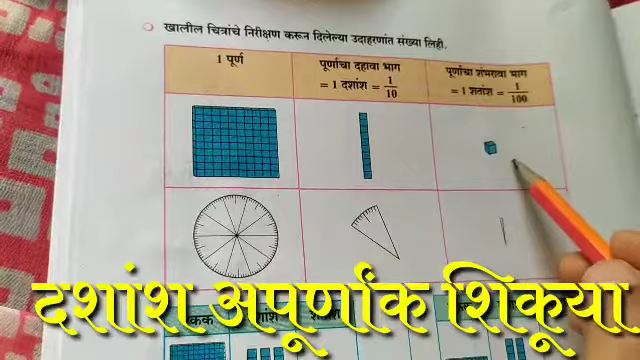 खालील चित्रांचे निरीक्षण करून दिलेल्या उदाहरणांत संख्या लिही.
1 पूर्ण
पूर्णाचा दहावा भाग
= 1 दशांश = 1/10
पूर्णाचा शंभरावा भाग
= 1 शतांश = 1/100
दशांश अपूर्णांक शिकूया